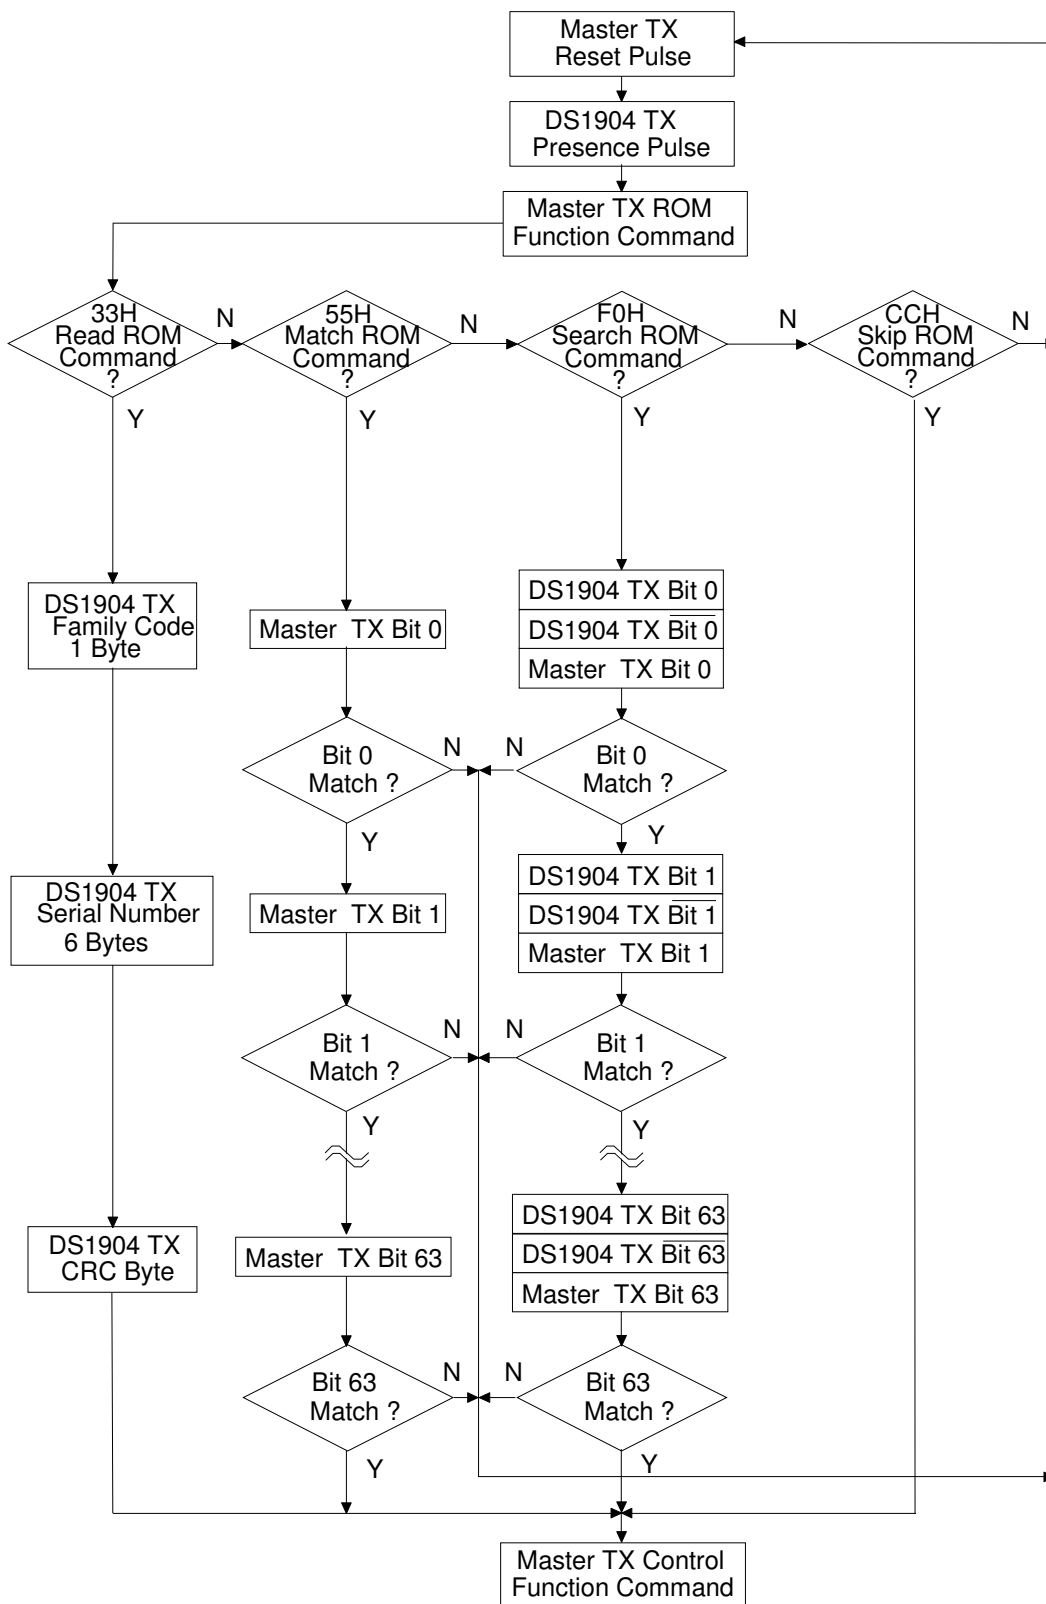 Master TX
Reset Pulse
DS1904 TX
Presence Pulse
Master TX ROM
Function Command
33H
Read ROM
Command
?
N
Y
55H
Match ROM
Command
?
N
Y
F0H
Search ROM
Command
?
N
Y
CCH
Skip ROM
Command
?
N
Y
DS1904 TX
Family Code
1 Byte
DS1904 TX
Serial Number
6 Bytes
DS1904 TX
CRC Byte
Master TX Bit 0
Bit 0
Match ?
N
Y
Master TX Bit 1
Bit 1
Match ?
N
Y
Master TX Bit 63
Bit 63
Match ?
N
Y
DS1904 TX Bit 0
DS1904 TX B̅i̅t̅ ̅0̅
Master TX Bit 0
Bit 0
Match ?
N
Y
DS1904 TX Bit 1
DS1904 TX B̅i̅t̅ ̅1̅
Master TX Bit 1
Bit 1
Match ?
N
Y
DS1904 TX Bit 63
DS1904 TX B̅i̅t̅ ̅6̅3̅
Master TX Bit 63
Bit 63
Match ?
N
Y
Master TX Control
Function Command